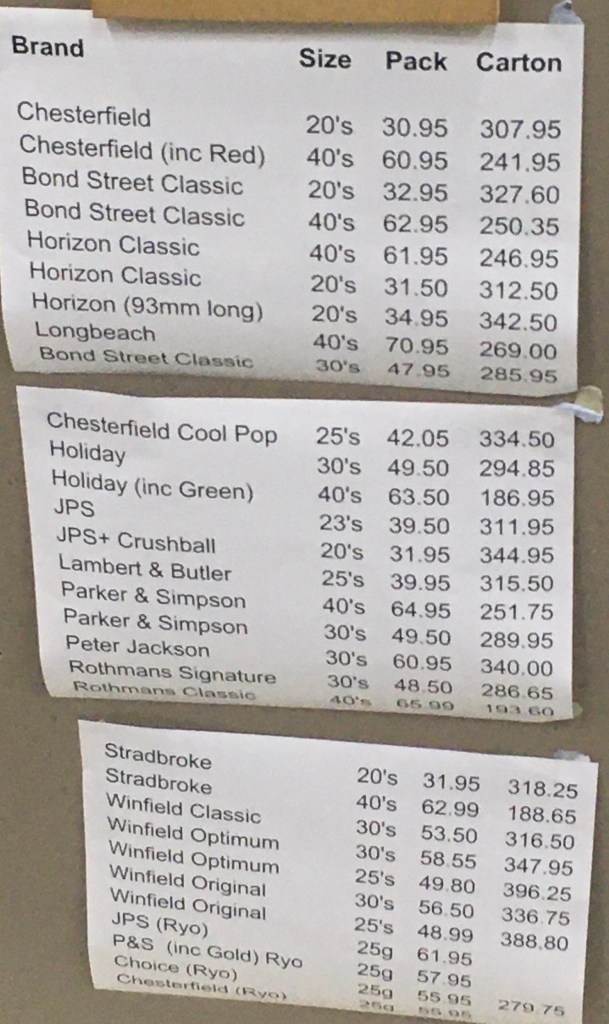 Brand Size Pack Carton
Chesterfield 20's 30.95 307.95
Chesterfield (inc Red) 40's 60.95 241.95
Bond Street Classic 20's 32.95 327.60
Bond Street Classic 40's 62.95 250.35
Horizon Classic 40's 61.95 246.95
Horizon Classic 20's 31.50 312.50
Horizon (93mm long) 20's 34.95 342.50
Longbeach 40's 70.95 269.00
Bond Street Classic 30's 47.95 285.95
Chesterfield Cool Pop 25's 42.05 334.50
Holiday 30's 49.50 294.85
Holiday (inc Green) 40's 63.50 186.95
JPS 23's 39.50 311.95
JPS+ Crushball 20's 31.95 344.95
Lambert & Butler 25's 39.95 315.50
Parker & Simpson 40's 64.95 251.75
Parker & Simpson 30's 49.50 289.95
Peter Jackson 30's 60.95 340.00
Rothmans Signature 30's 48.50 286.65
Rothmans Classic 40's 65.99 193.60
Stradbroke 20's 31.95 318.25
Stradbroke 40's 62.99 188.65
Winfield Classic 30's 53.50 316.50
Winfield Optimum 30's 58.55 347.95
Winfield Optimum 25's 49.80 396.25
Winfield Original 30's 56.50 336.75
Winfield Original 25's 48.99 388.80
JPS (Ryo) 25g 61.95
P&S (inc Gold) Ryo 25g 57.95
Choice (Ryo) 25g 55.95 279.75
Chesterfield (Ryo) 25g 55.95